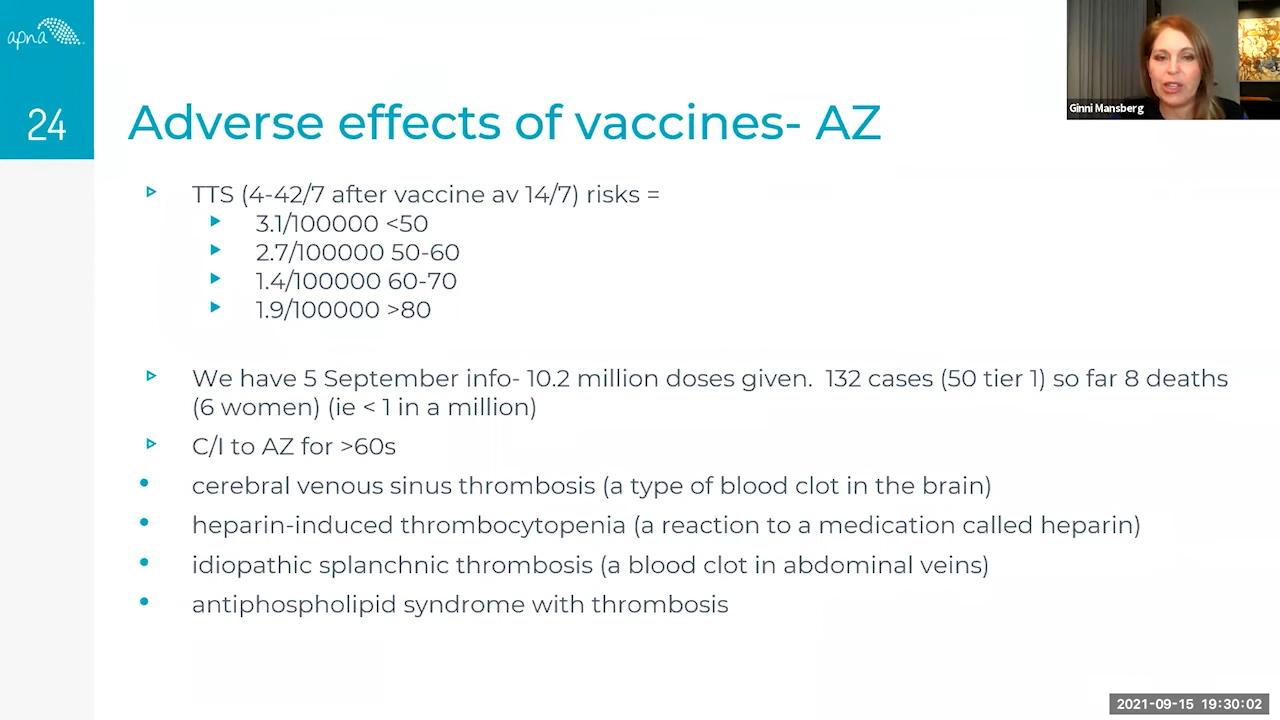 apna
24
Adverse effects of vaccines- AZ
Ginni Mansberg
TTS (4-42/7 after vaccine av 14/7) risks =
3.1/100000 <50
2.7/100000 50-60
1.4/100000 60-70
1.9/100000 >80
We have 5 September info- 10.2 million doses given. 132 cases (50 tier 1) so far 8 deaths
(6 women) (ie < 1 in a million)
C/I to AZ for >60s
cerebral venous sinus thrombosis (a type of blood clot in the brain)
heparin-induced thrombocytopenia (a reaction to a medication called heparin)
idiopathic splanchnic thrombosis (a blood clot in abdominal veins)
antiphospholipid syndrome with thrombosis
2021-09-15 19:30:02